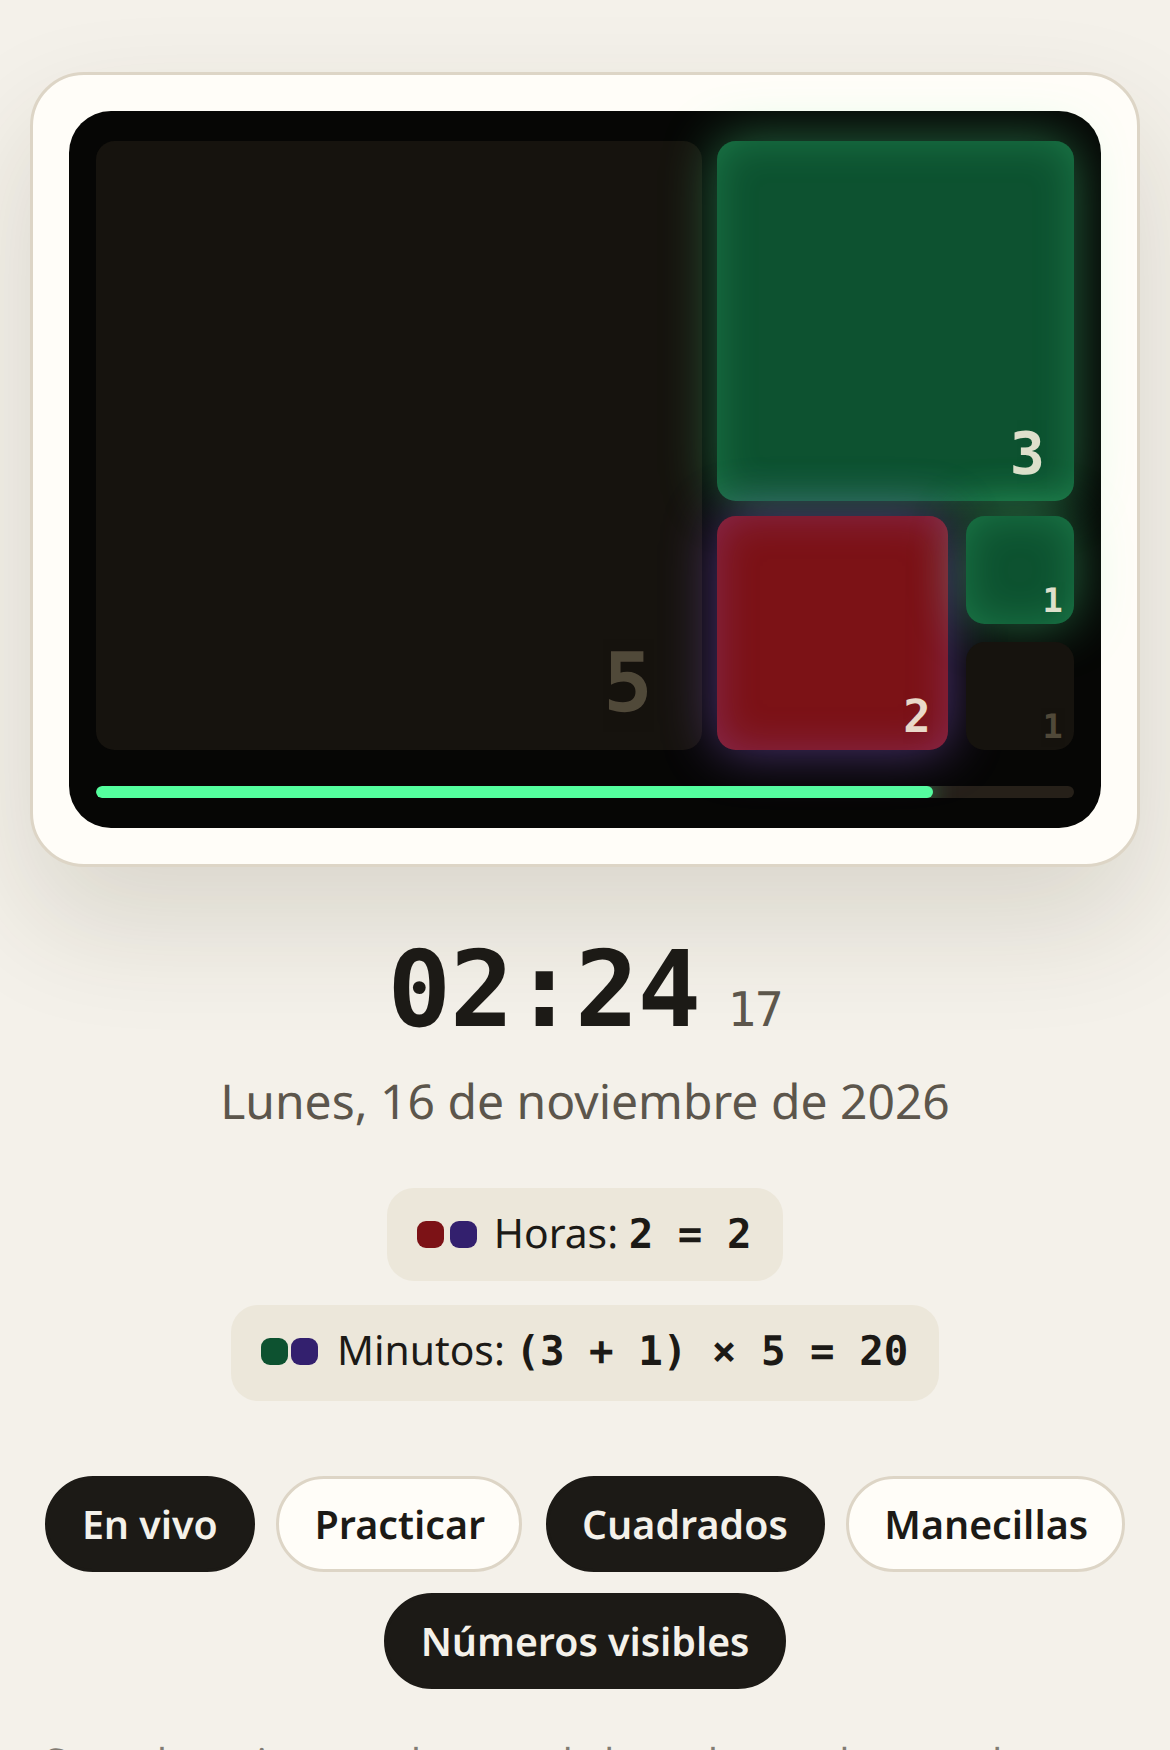 3
1
5
2
1
02:24 17
Lunes, 16 de noviembre de 2026
Horas: 2 = 2
Minutos: (3 + 1) × 5 = 20
En vivo Practicar Cuadrados Manecillas
Números visibles